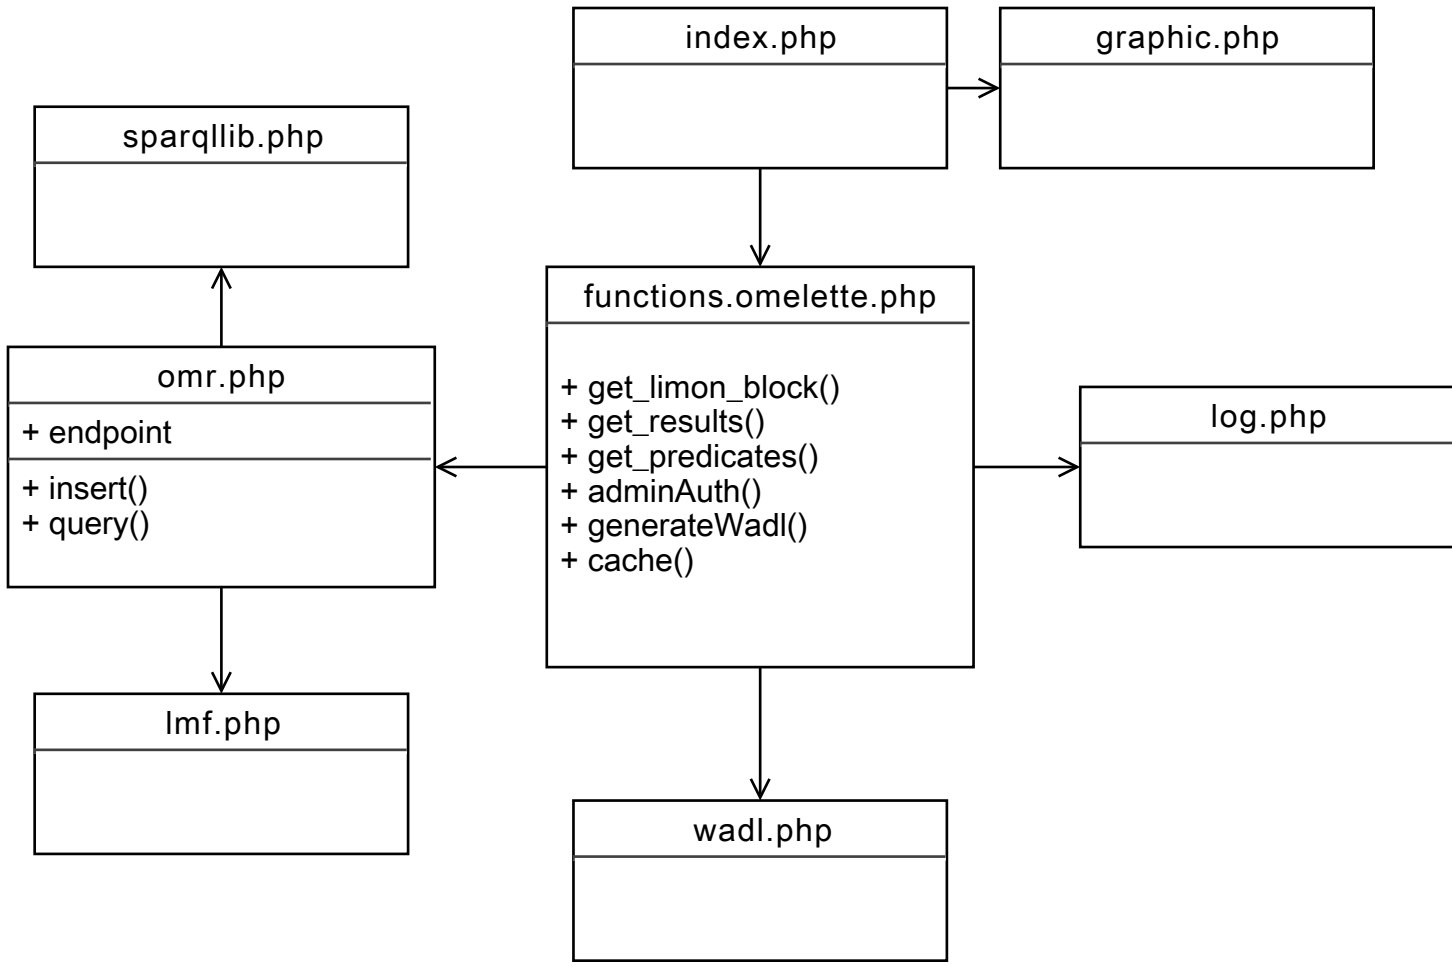 index.php
graphic.php
sparqllib.php
functions.omelette.php
+ get_limon_block()
+ get_results()
+ get_predicates()
+ adminAuth()
+ generateWadl()
+ cache()
omr.php
+ endpoint
+ insert()
+ query()
log.php
lmf.php
wadl.php